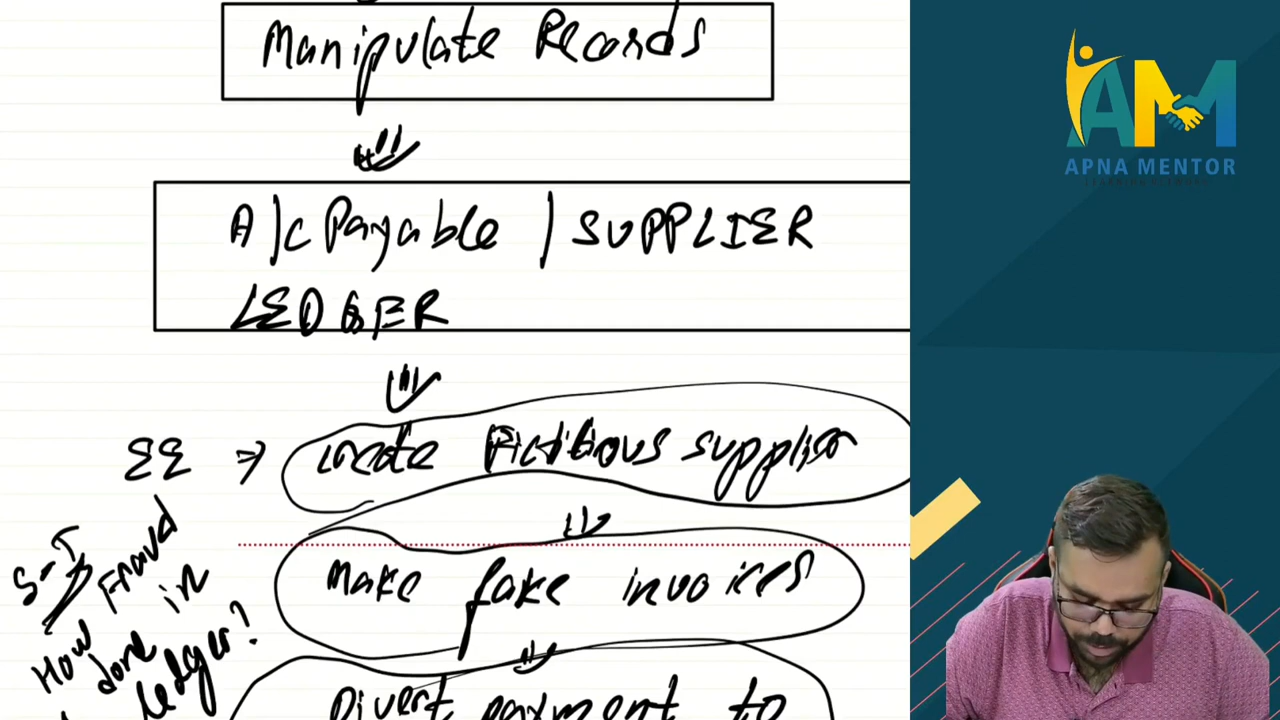 Manipulate Records
A/c Payable / SUPPLIER
LEDGER
EE ⇒ create Fictitious supplier
make fake invoices
Divert payment to
S-I
How Fraud
done in
ledger?
AM
APNA MENTOR